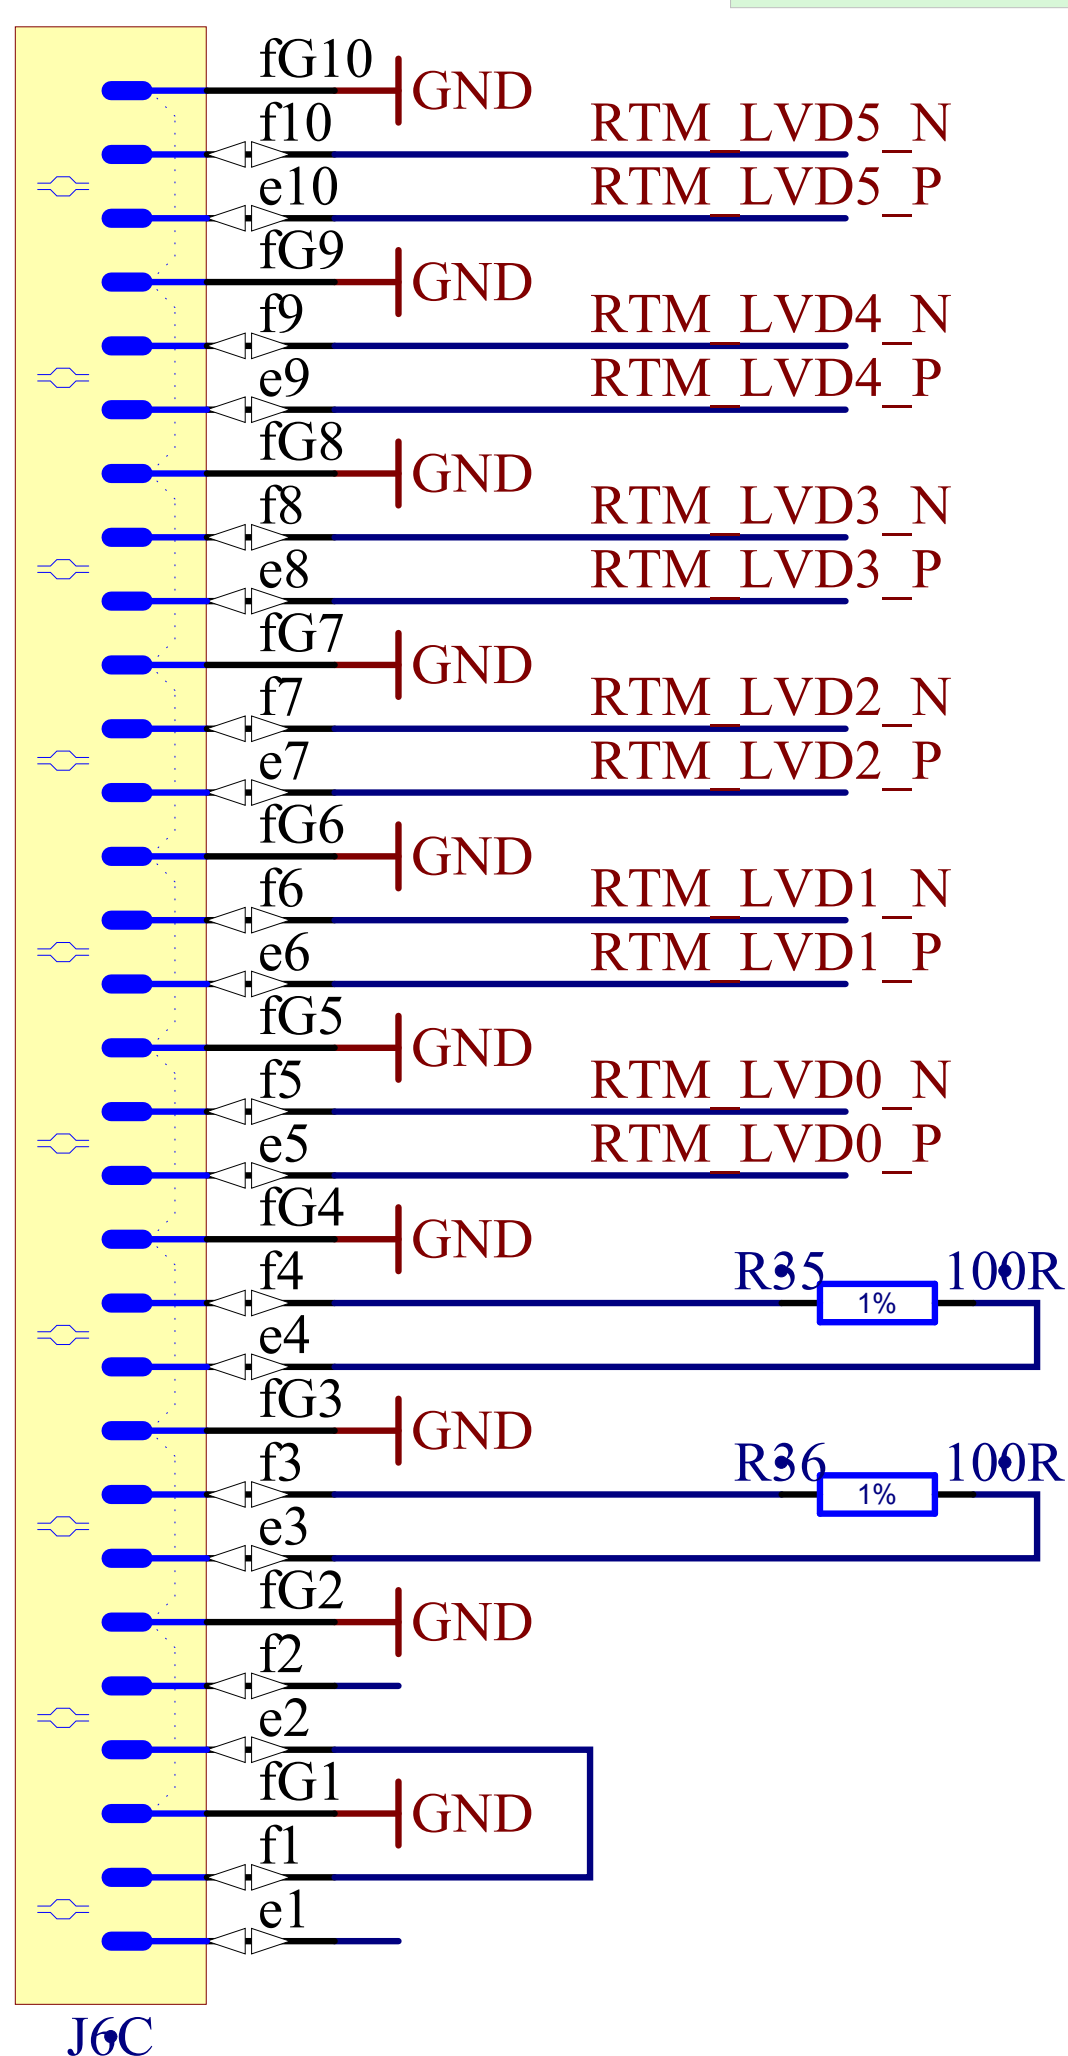 fG10 GND
f10 RTM_LVD5_N
e10 RTM_LVD5_P
fG9 GND
f9 RTM_LVD4_N
e9 RTM_LVD4_P
fG8 GND
f8 RTM_LVD3_N
e8 RTM_LVD3_P
fG7 GND
f7 RTM_LVD2_N
e7 RTM_LVD2_P
fG6 GND
f6 RTM_LVD1_N
e6 RTM_LVD1_P
fG5 GND
f5 RTM_LVD0_N
e5 RTM_LVD0_P
fG4 GND
f4 R35 100R
1%
e4
fG3 GND
f3 R36 100R
1%
e3
fG2 GND
f2
e2
fG1 GND
f1
e1
J6C